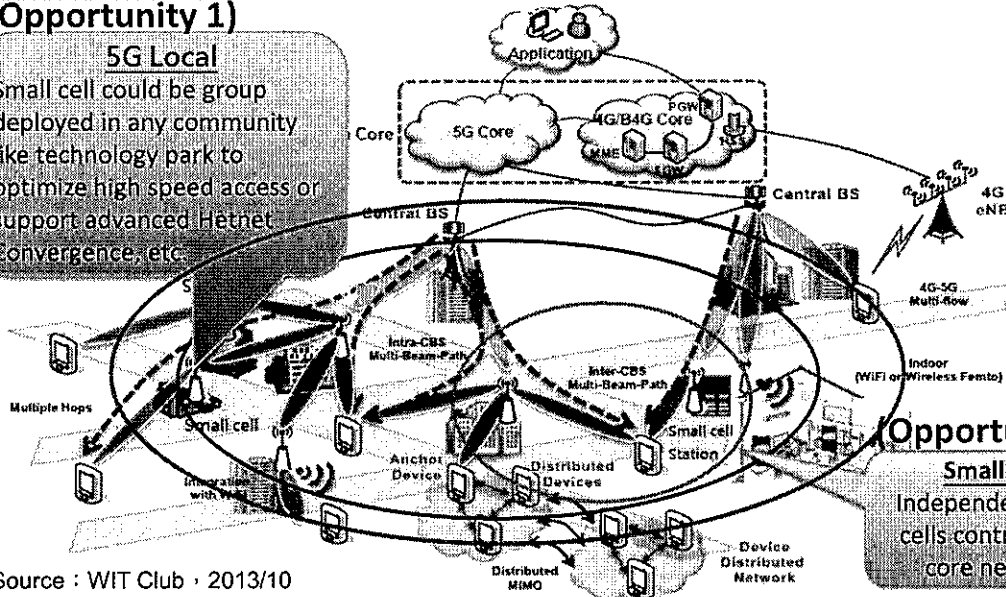 Opportunity 1)
5G Local
Small cell could be group
deployed in any community
like technology park to
optimize high speed access or
support advanced Hetnet
convergence, etc.
Application
Core
5G Core
4G/B4G Core
PGW
MME
Central BS
Central BS
4G
eNB
4G-5G
Multi-flow
Intra-CBS
Multi-Beam-Path
Inter-CBS
Multi-Beam-Path
Indoor
(WiFi or Wireless Femto)
Multiple Hops
Small cell
Small cell
Station
Integration
with
Anchor
Device
Distributed
Devices
Distributed
MIMO
Device
Distributed
Network
(Opportu
Small
Independe
cells contr
core ne
Source：WIT Club，2013/10